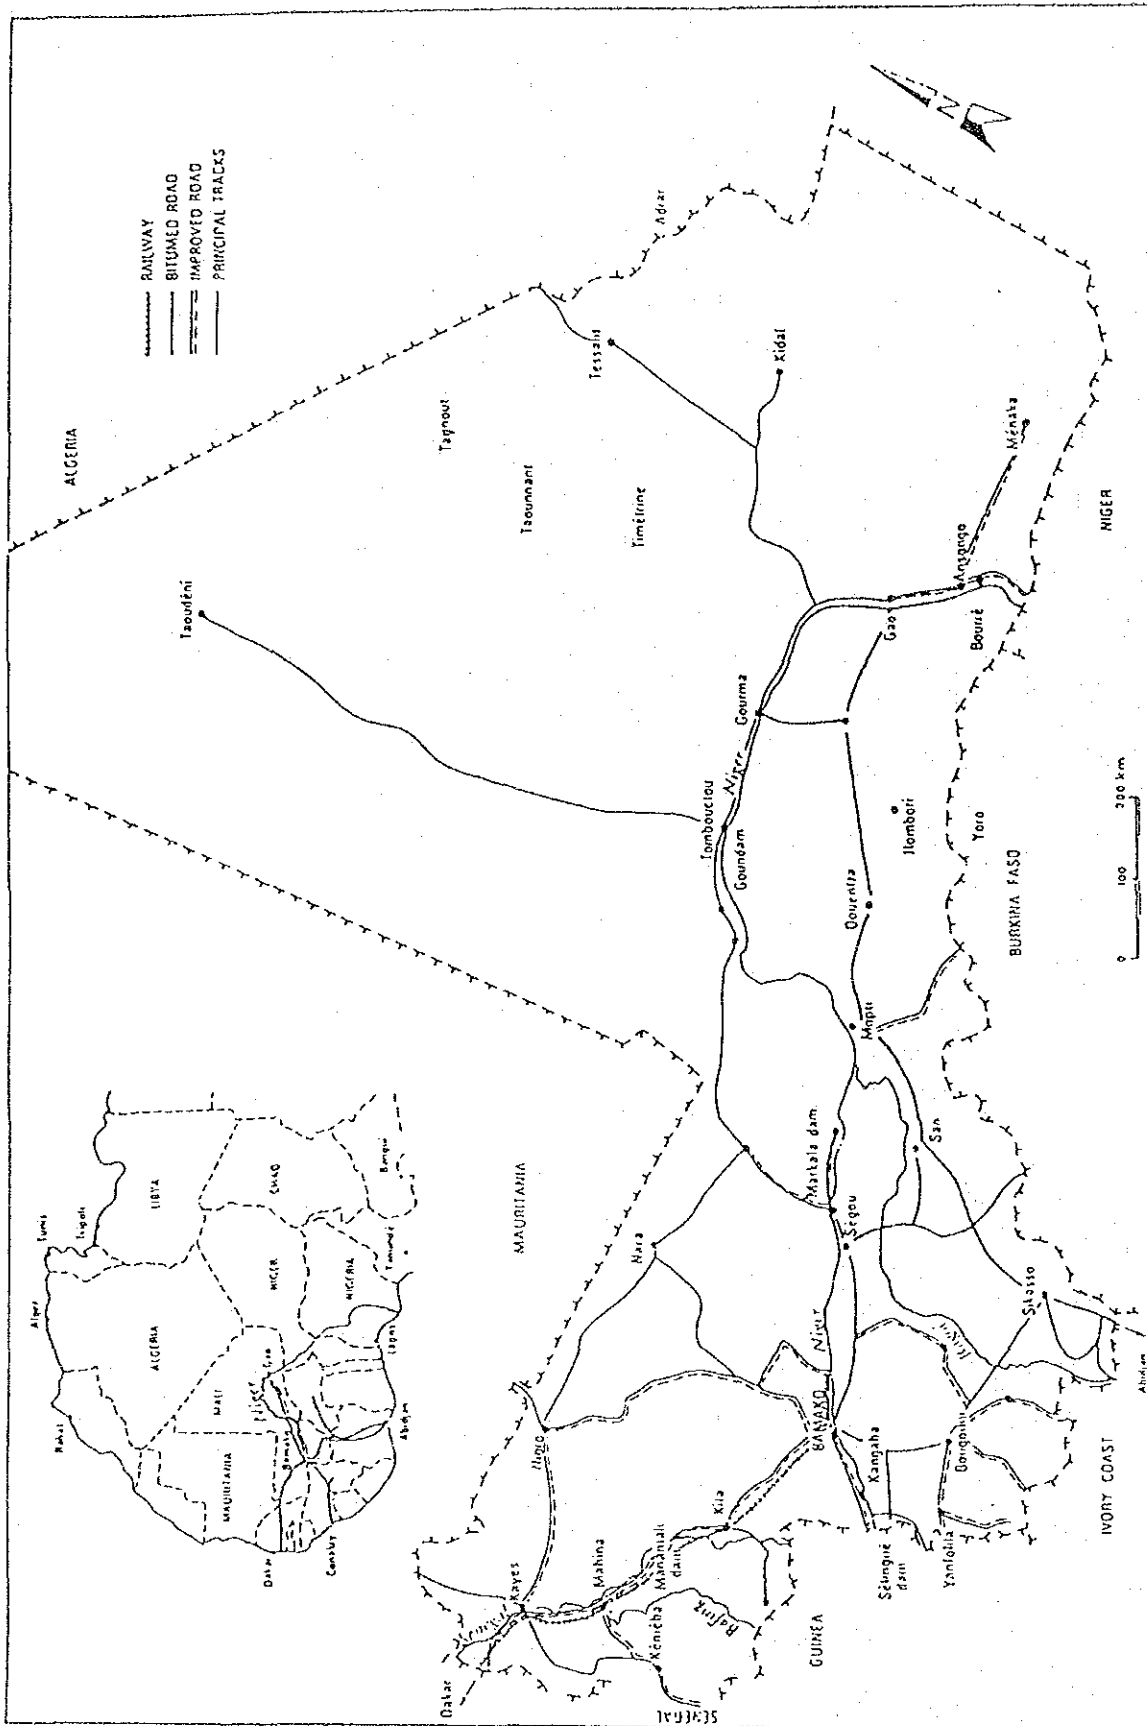 RAILWAY
BITUMED ROAD
IMPROVED ROAD
PRINCIPAL TRACKS
ALGERIA
Taoudéni
Tagnout
Taounnant
Timétrine
Adrar
Tessalit
Kidal
N
Tombouctou
Goundam
Niger
Gourma
Gao
Ansongo
Ménaka
Bourré
NIGER
Douentza
Hombori
Yoro
BURKINA FASO
0 100 200 km
Mopti
San
Markala dam
Ségou
MAURITANIA
Nara
Nioro
Niger
BAMAKO
Kangaba
Sikasso
Bougouni
Abidjan
IVORY COAST
Yanfolila
Sélingué dam
Kita
Manantali dam
Mahina
Kayes
Kéniéba
Bafing
GUINEA
Dakar
SENEGAL
Tunis
Tripoli
Alger
Rabat
LIBYA
ALGERIA
CHAD
NIGER
MALI
MAURITANIA
NIGERIA
Niger
Bangui
Yaoundé
Lagos
Abidjan
Bamako
Dakar
Conakry